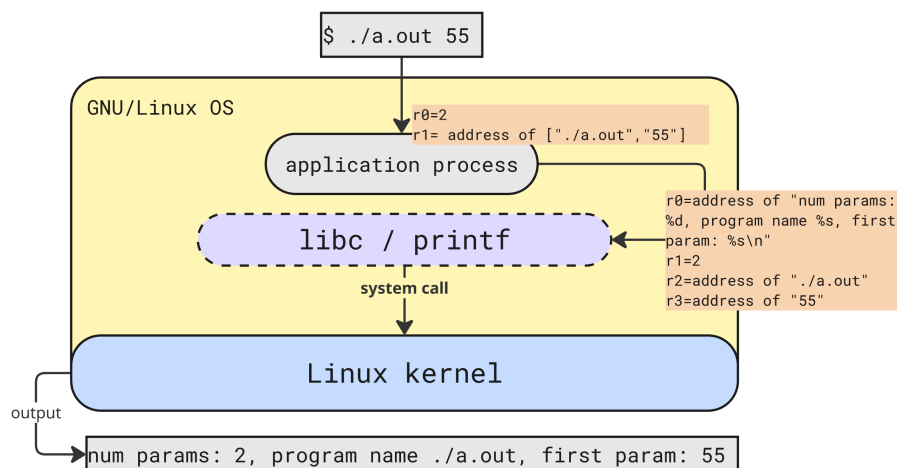 $ ./a.out 55
GNU/Linux OS
r0=2
r1= address of ["./a.out","55"]
application process
r0=address of "num params:
%d, program name %s, first
param: %s\n"
r1=2
r2=address of "./a.out"
r3=address of "55"
libc / printf
system call
Linux kernel
output
num params: 2, program name ./a.out, first param: 55